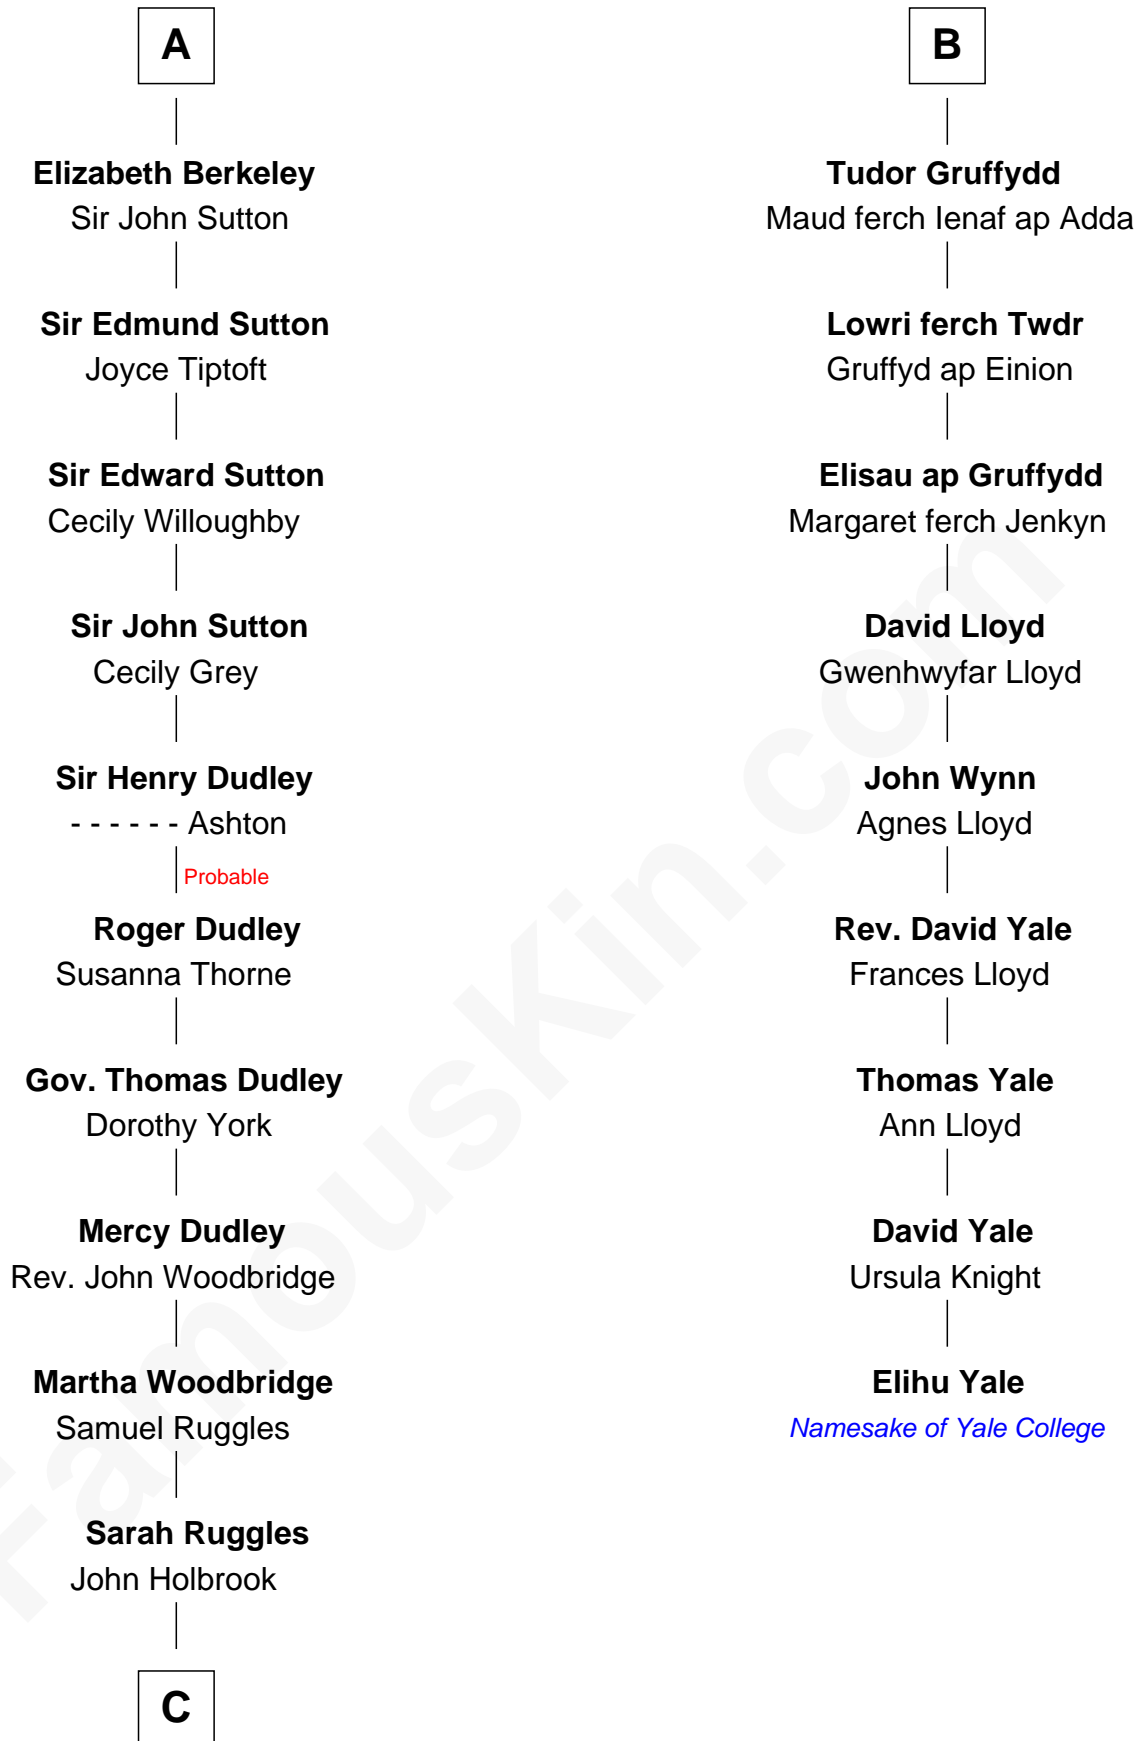 A
Elizabeth Berkeley
Sir John Sutton
Sir Edmund Sutton
Joyce Tiptoft
Sir Edward Sutton
Cecily Willoughby
Sir John Sutton
Cecily Grey
Sir Henry Dudley
- - - - - - Ashton
Probable
Roger Dudley
Susanna Thorne
Gov. Thomas Dudley
Dorothy York
Mercy Dudley
Rev. John Woodbridge
Martha Woodbridge
Samuel Ruggles
Sarah Ruggles
John Holbrook
C
B
Tudor Gruffydd
Maud ferch Ienaf ap Adda
Lowri ferch Twdr
Gruffyd ap Einion
Elisau ap Gruffydd
Margaret ferch Jenkyn
David Lloyd
Gwenhwyfar Lloyd
John Wynn
Agnes Lloyd
Rev. David Yale
Frances Lloyd
Thomas Yale
Ann Lloyd
David Yale
Ursula Knight
Elihu Yale
Namesake of Yale College
FamousKin.com